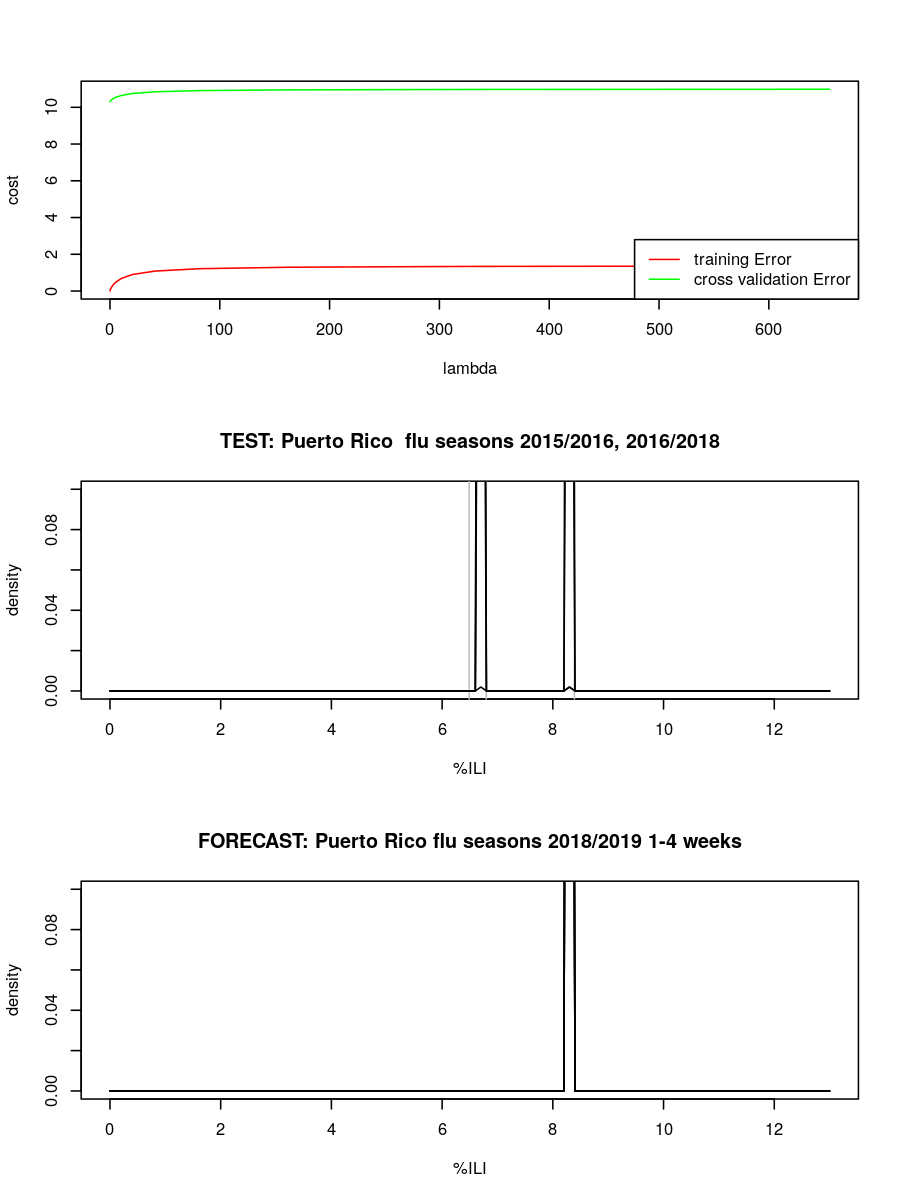 cost
10
8
6
4
2
0
training Error
cross validation Error
0 100 200 300 400 500 600
lambda
TEST: Puerto Rico  flu seasons 2015/2016, 2016/2018
density
0.08
0.04
0.00
0 2 4 6 8 10 12
%ILI
FORECAST: Puerto Rico flu seasons 2018/2019 1-4 weeks
density
0.08
0.04
0.00
0 2 4 6 8 10 12
%ILI